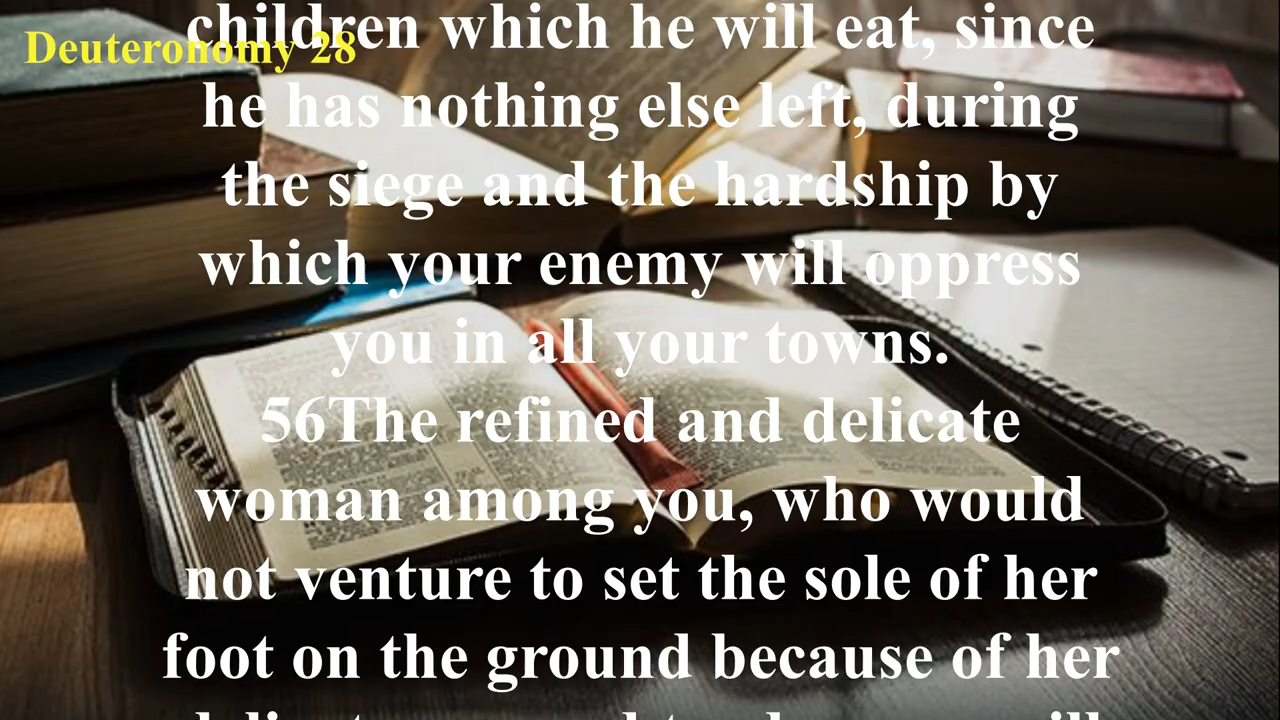 Deuteronomy 28
children which he will eat, since
he has nothing else left, during
the siege and the hardship by
which your enemy will oppress
you in all your towns.
56The refined and delicate
woman among you, who would
not venture to set the sole of her
foot on the ground because of her